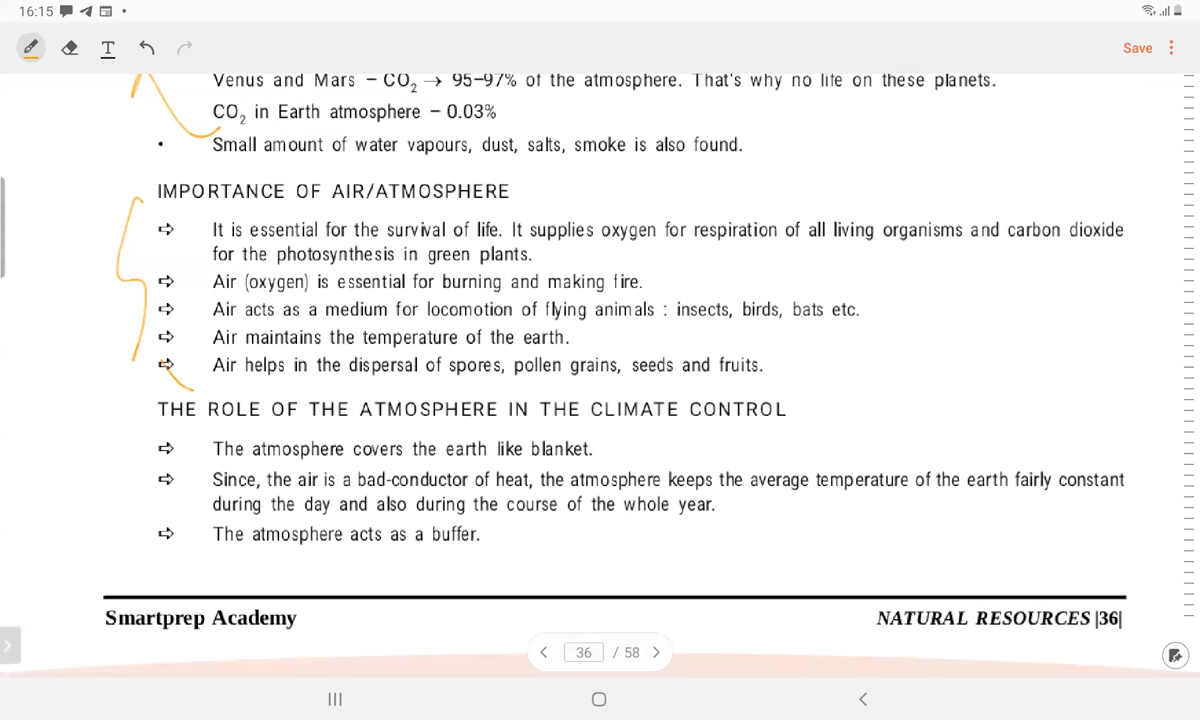 16:15
T
Save
Venus and Mars – CO₂ → 95–97% of the atmosphere. That's why no life on these planets.
CO₂ in Earth atmosphere – 0.03%
• Small amount of water vapours, dust, salts, smoke is also found.
IMPORTANCE OF AIR/ATMOSPHERE
⇨ It is essential for the survival of life. It supplies oxygen for respiration of all living organisms and carbon dioxide
for the photosynthesis in green plants.
⇨ Air (oxygen) is essential for burning and making fire.
⇨ Air acts as a medium for locomotion of flying animals : insects, birds, bats etc.
⇨ Air maintains the temperature of the earth.
⇨ Air helps in the dispersal of spores, pollen grains, seeds and fruits.
THE ROLE OF THE ATMOSPHERE IN THE CLIMATE CONTROL
⇨ The atmosphere covers the earth like blanket.
⇨ Since, the air is a bad-conductor of heat, the atmosphere keeps the average temperature of the earth fairly constant
during the day and also during the course of the whole year.
⇨ The atmosphere acts as a buffer.
Smartprep Academy NATURAL RESOURCES |36|
36 / 58